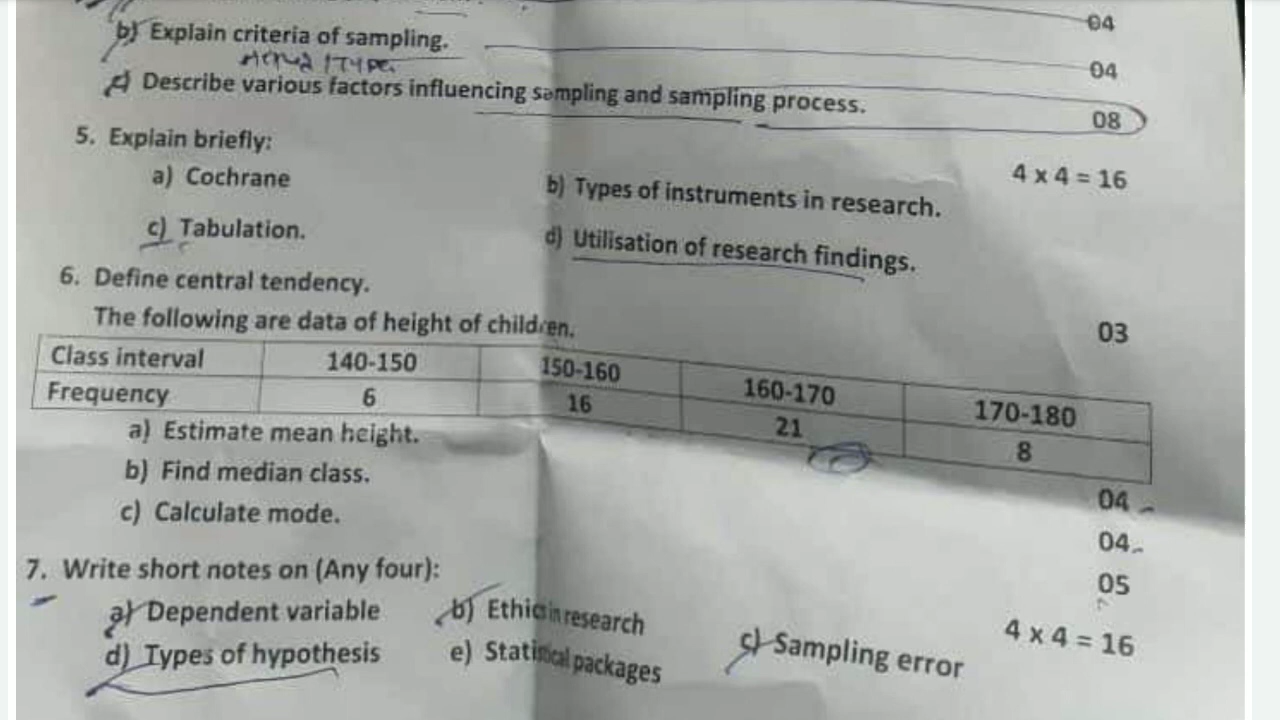 04
b) Explain criteria of sampling.
04
c) Describe various factors influencing sampling and sampling process.
08
5. Explain briefly:
4 x 4 = 16
a) Cochrane b) Types of instruments in research.
c) Tabulation. d) Utilisation of research findings.
6. Define central tendency.
03
The following are data of height of children.
Class interval 140-150 150-160 160-170 170-180
Frequency 6 16 21 8
a) Estimate mean height.
04
b) Find median class.
04
c) Calculate mode.
05
7. Write short notes on (Any four):
4 x 4 = 16
a) Dependent variable b) Ethics in research c) Sampling error
d) Types of hypothesis e) Statistical packages